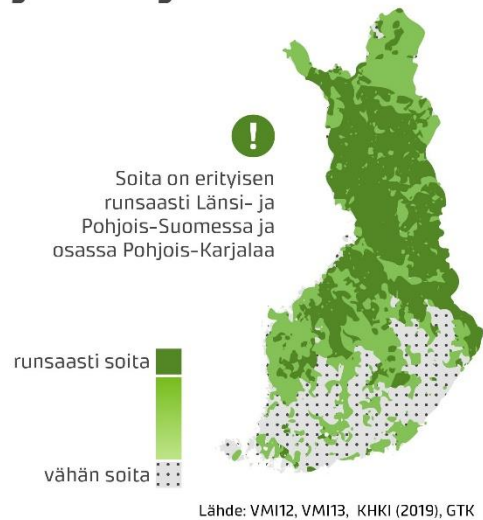 !
Soita on erityisen
runsaasti Länsi- ja
Pohjois-Suomessa ja
osassa Pohjois-Karjalaa
runsaasti soita
vähän soita
Lähde: VMI12, VMI13, KHKI (2019), GTK